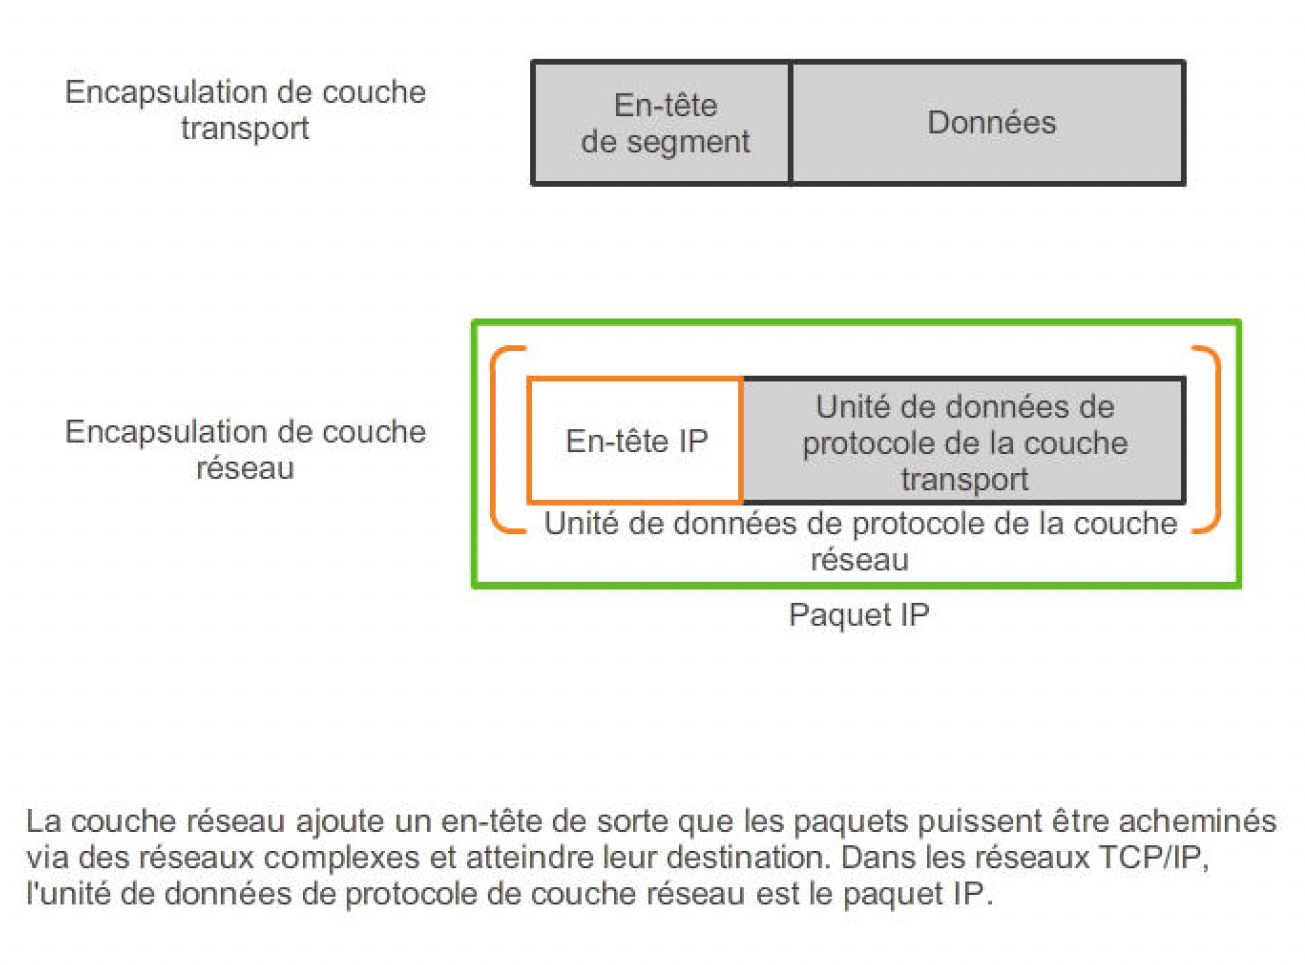 Encapsulation de couche
transport
En-tête
de segment
Données
Encapsulation de couche
réseau
En-tête IP
Unité de données de
protocole de la couche
transport
Unité de données de protocole de la couche
réseau
Paquet IP
La couche réseau ajoute un en-tête de sorte que les paquets puissent être acheminés
via des réseaux complexes et atteindre leur destination. Dans les réseaux TCP/IP,
l'unité de données de protocole de couche réseau est le paquet IP.